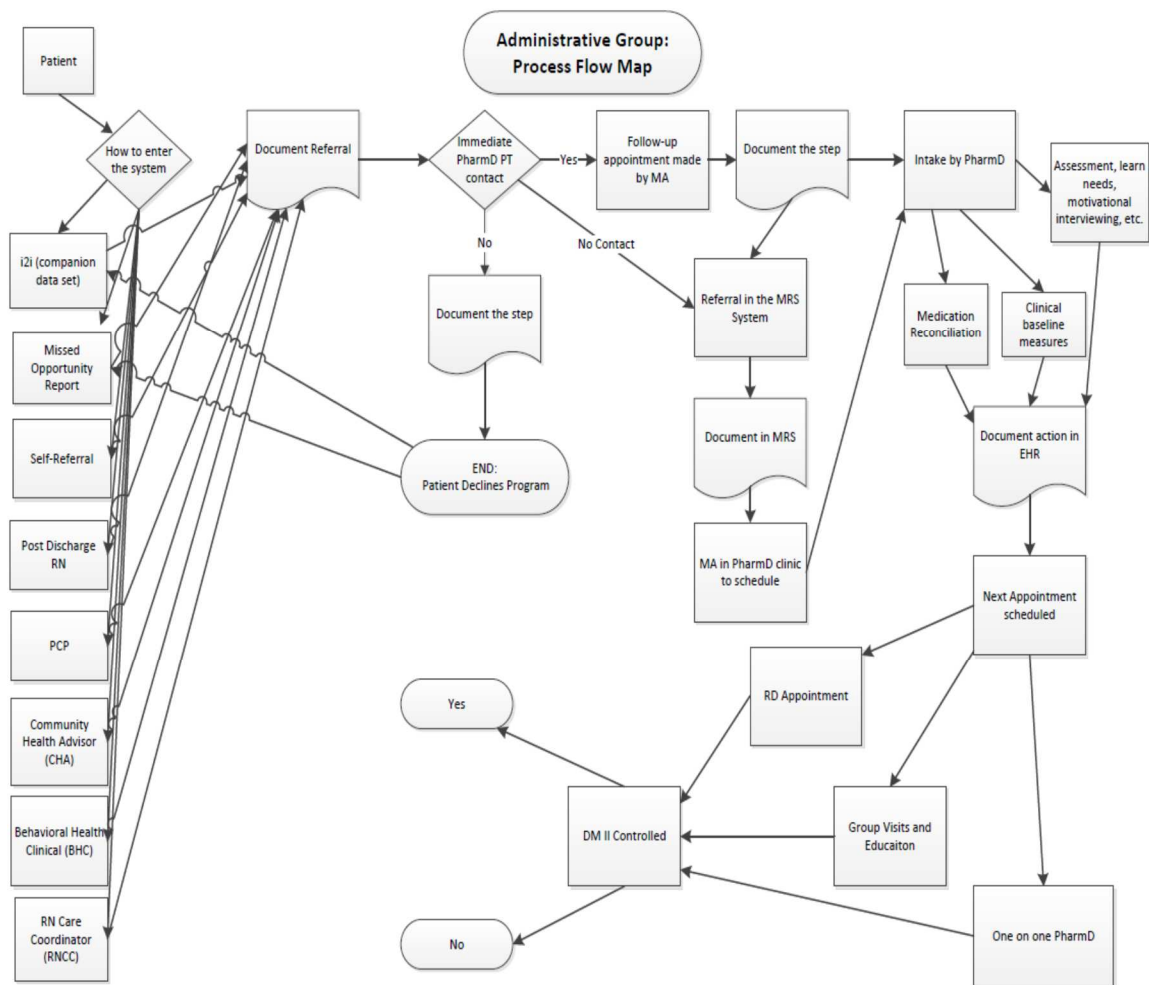 Administrative Group:
Process Flow Map
Patient
How to enter
the system
Document Referral
Immediate
PharmD PT
contact
Yes
Follow-up
appointment made
by MA
Document the step
Intake by PharmD
Assessment, learn
needs,
motivational
interviewing, etc.
No
No Contact
i2i (companion
data set)
Document the step
Referral in the MRS
System
Medication
Reconciliation
Clinical
baseline
measures
Missed
Opportunity
Report
Self-Referral
END:
Patient Declines Program
Document in MRS
Document action in
EHR
Post Discharge
RN
MA in PharmD clinic
to schedule
Next Appointment
scheduled
PCP
RD Appointment
Yes
Community
Health Advisor
(CHA)
Behavioral Health
Clinical (BHC)
DM II Controlled
Group Visits and
Educaiton
RN Care
Coordinator
(RNCC)
No
One on one PharmD